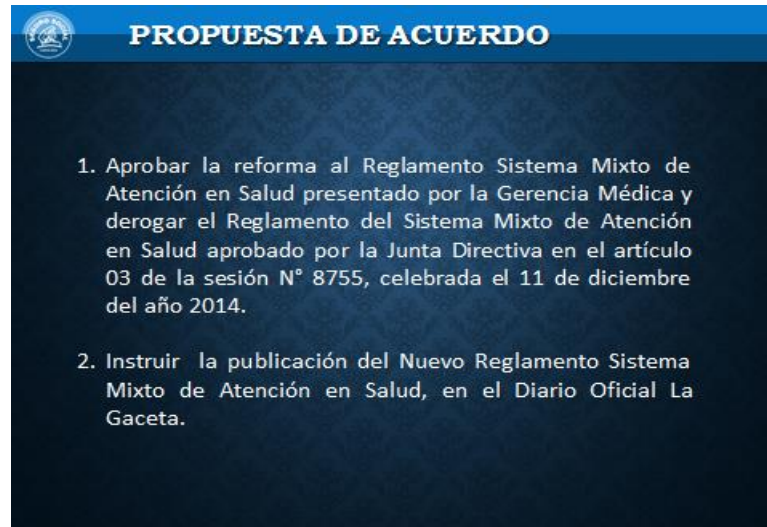 PROPUESTA DE ACUERDO
1. Aprobar la reforma al Reglamento Sistema Mixto de
Atención en Salud presentado por la Gerencia Médica y
derogar el Reglamento del Sistema Mixto de Atención
en Salud aprobado por la Junta Directiva en el artículo
03 de la sesión N° 8755, celebrada el 11 de diciembre
del año 2014.
2. Instruir la publicación del Nuevo Reglamento Sistema
Mixto de Atención en Salud, en el Diario Oficial La
Gaceta.